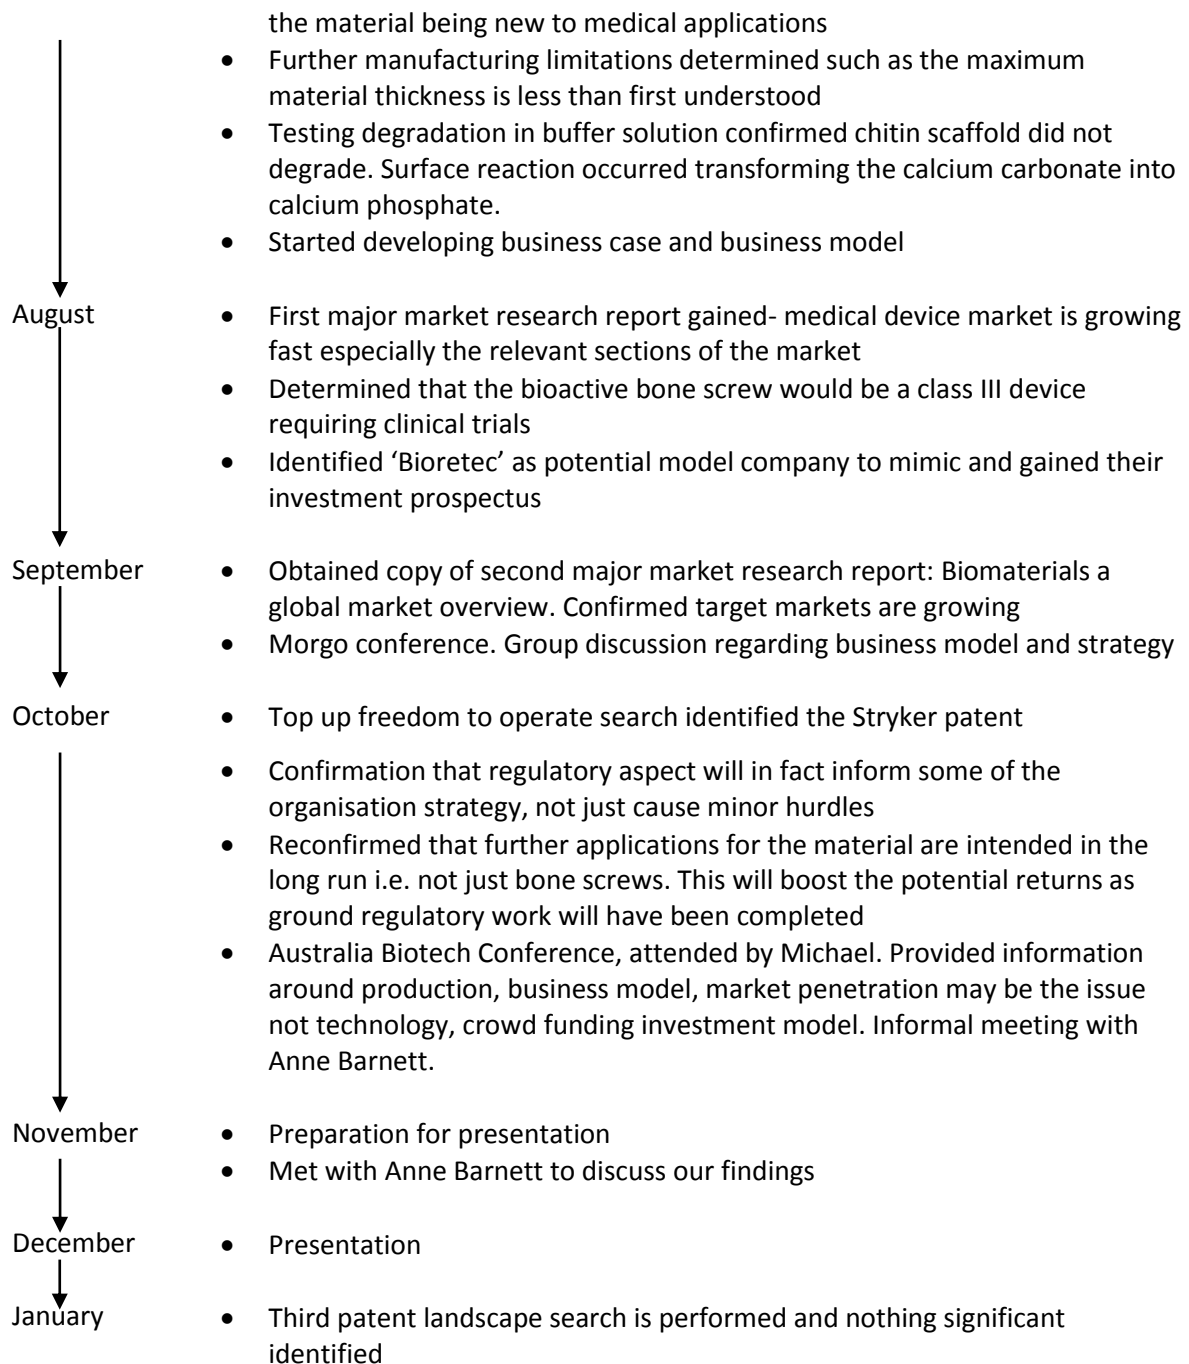 the material being new to medical applications
• Further manufacturing limitations determined such as the maximum
material thickness is less than first understood
• Testing degradation in buffer solution confirmed chitin scaffold did not
degrade. Surface reaction occurred transforming the calcium carbonate into
calcium phosphate.
• Started developing business case and business model
August
• First major market research report gained- medical device market is growing
fast especially the relevant sections of the market
• Determined that the bioactive bone screw would be a class III device
requiring clinical trials
• Identified ‘Bioretec’ as potential model company to mimic and gained their
investment prospectus
September
• Obtained copy of second major market research report: Biomaterials a
global market overview. Confirmed target markets are growing
• Morgo conference. Group discussion regarding business model and strategy
October
• Top up freedom to operate search identified the Stryker patent
• Confirmation that regulatory aspect will in fact inform some of the
organisation strategy, not just cause minor hurdles
• Reconfirmed that further applications for the material are intended in the
long run i.e. not just bone screws. This will boost the potential returns as
ground regulatory work will have been completed
• Australia Biotech Conference, attended by Michael. Provided information
around production, business model, market penetration may be the issue
not technology, crowd funding investment model. Informal meeting with
Anne Barnett.
November
• Preparation for presentation
• Met with Anne Barnett to discuss our findings
December
• Presentation
January
• Third patent landscape search is performed and nothing significant
identified